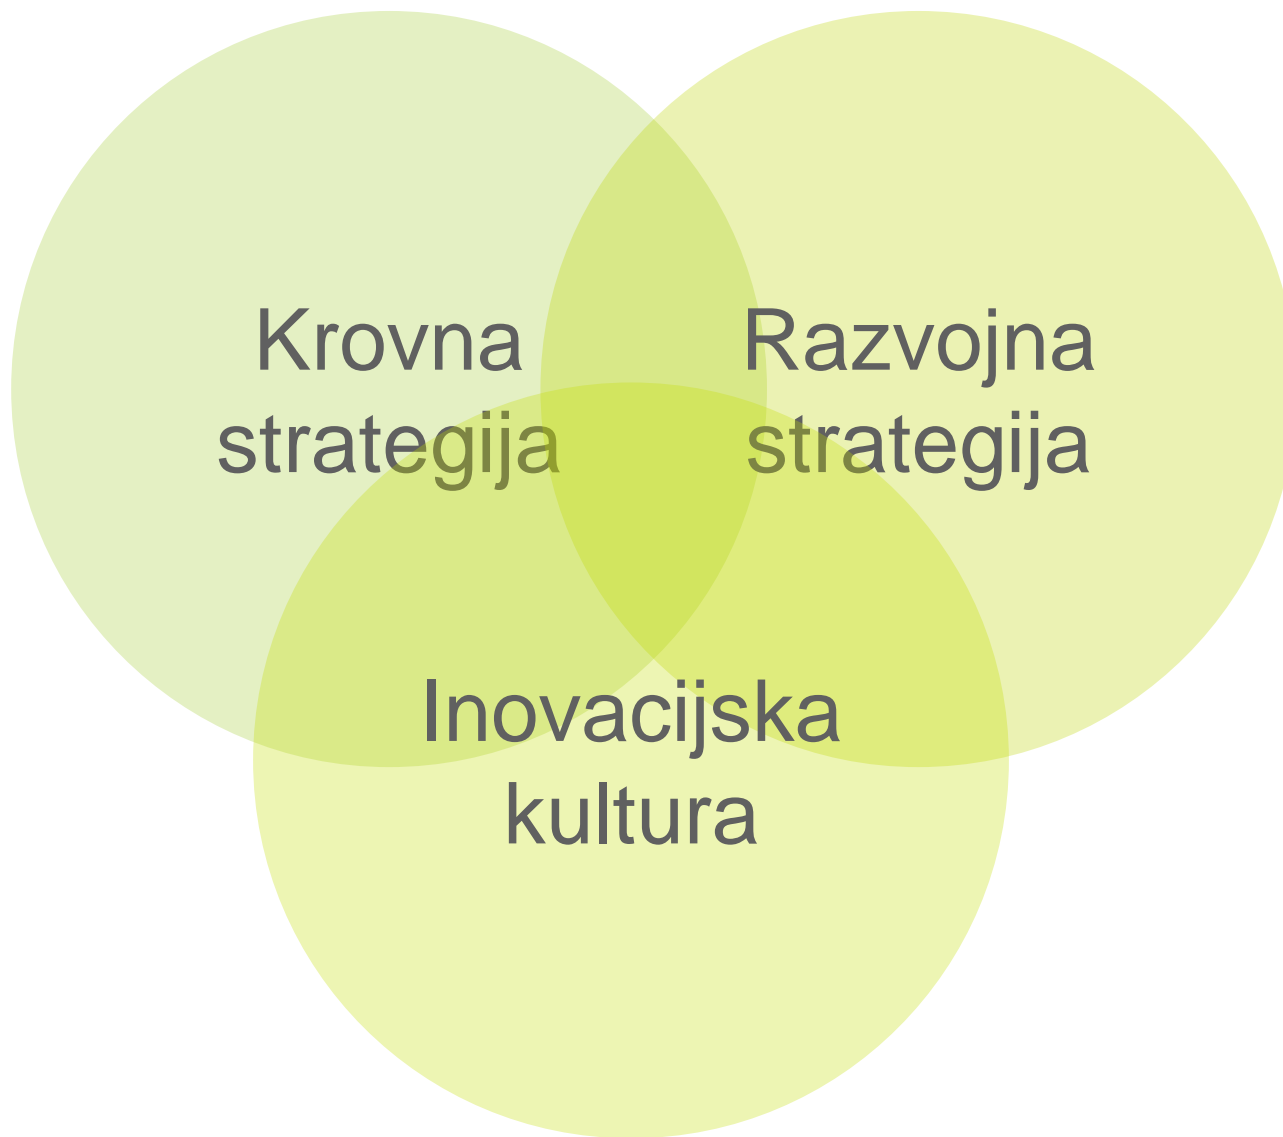 Krovna
strategija
Razvojna
strategija
Inovacijska
kultura